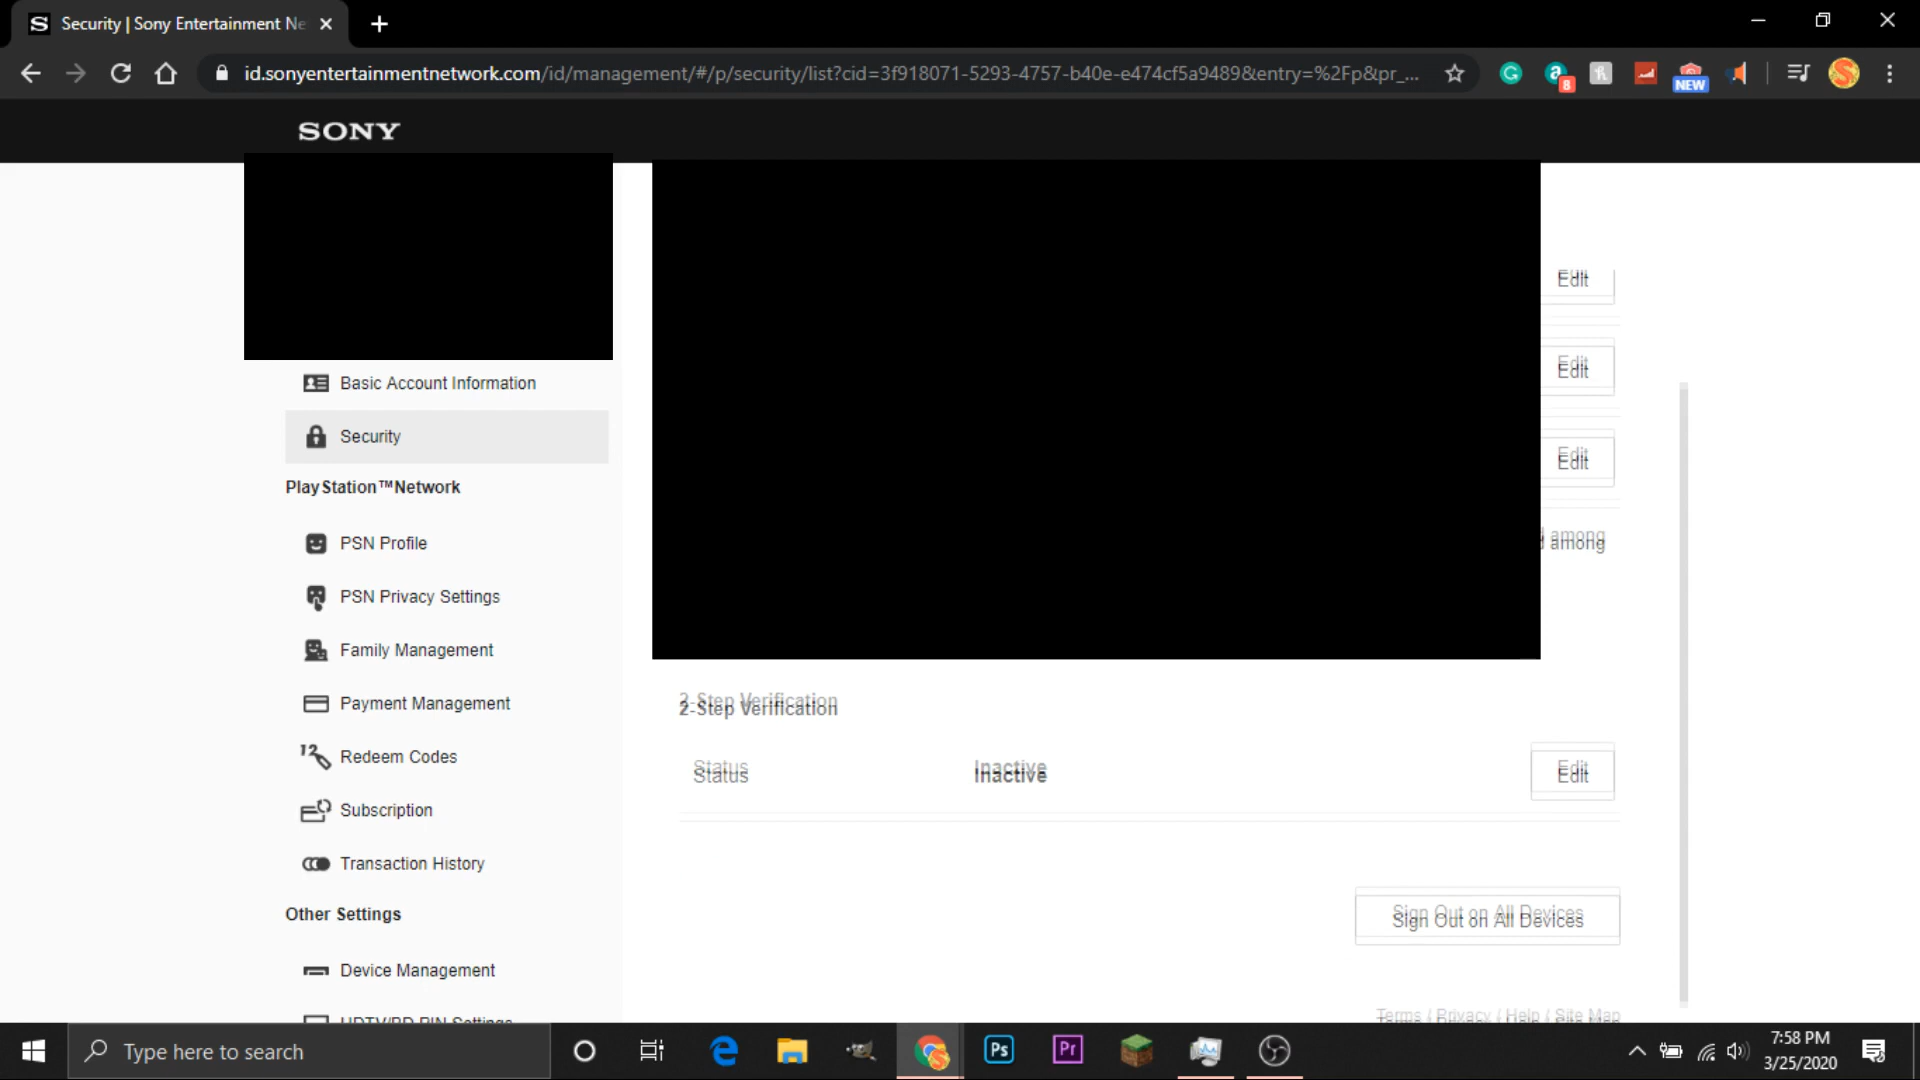 Security | Sony Entertainment Ne
id.sonyentertainmentnetwork.com/id/management/#/p/security/list?cid=3f918071-5293-4757-b40e-e474cf5a9489&entry=%2Fp&pr_...
8
NEW
SONY
Edit
Basic Account Information
Edit
Security
Edit
PlayStation™Network
PSN Profile
among
PSN Privacy Settings
Family Management
Payment Management
2-Step Verification
Redeem Codes
Status Inactive Edit
Subscription
Transaction History
Other Settings
Sign Out on All Devices
Device Management
Terms / Privacy / Help / Site Map
Type here to search
Ps
Pr
7:58 PM
3/25/2020